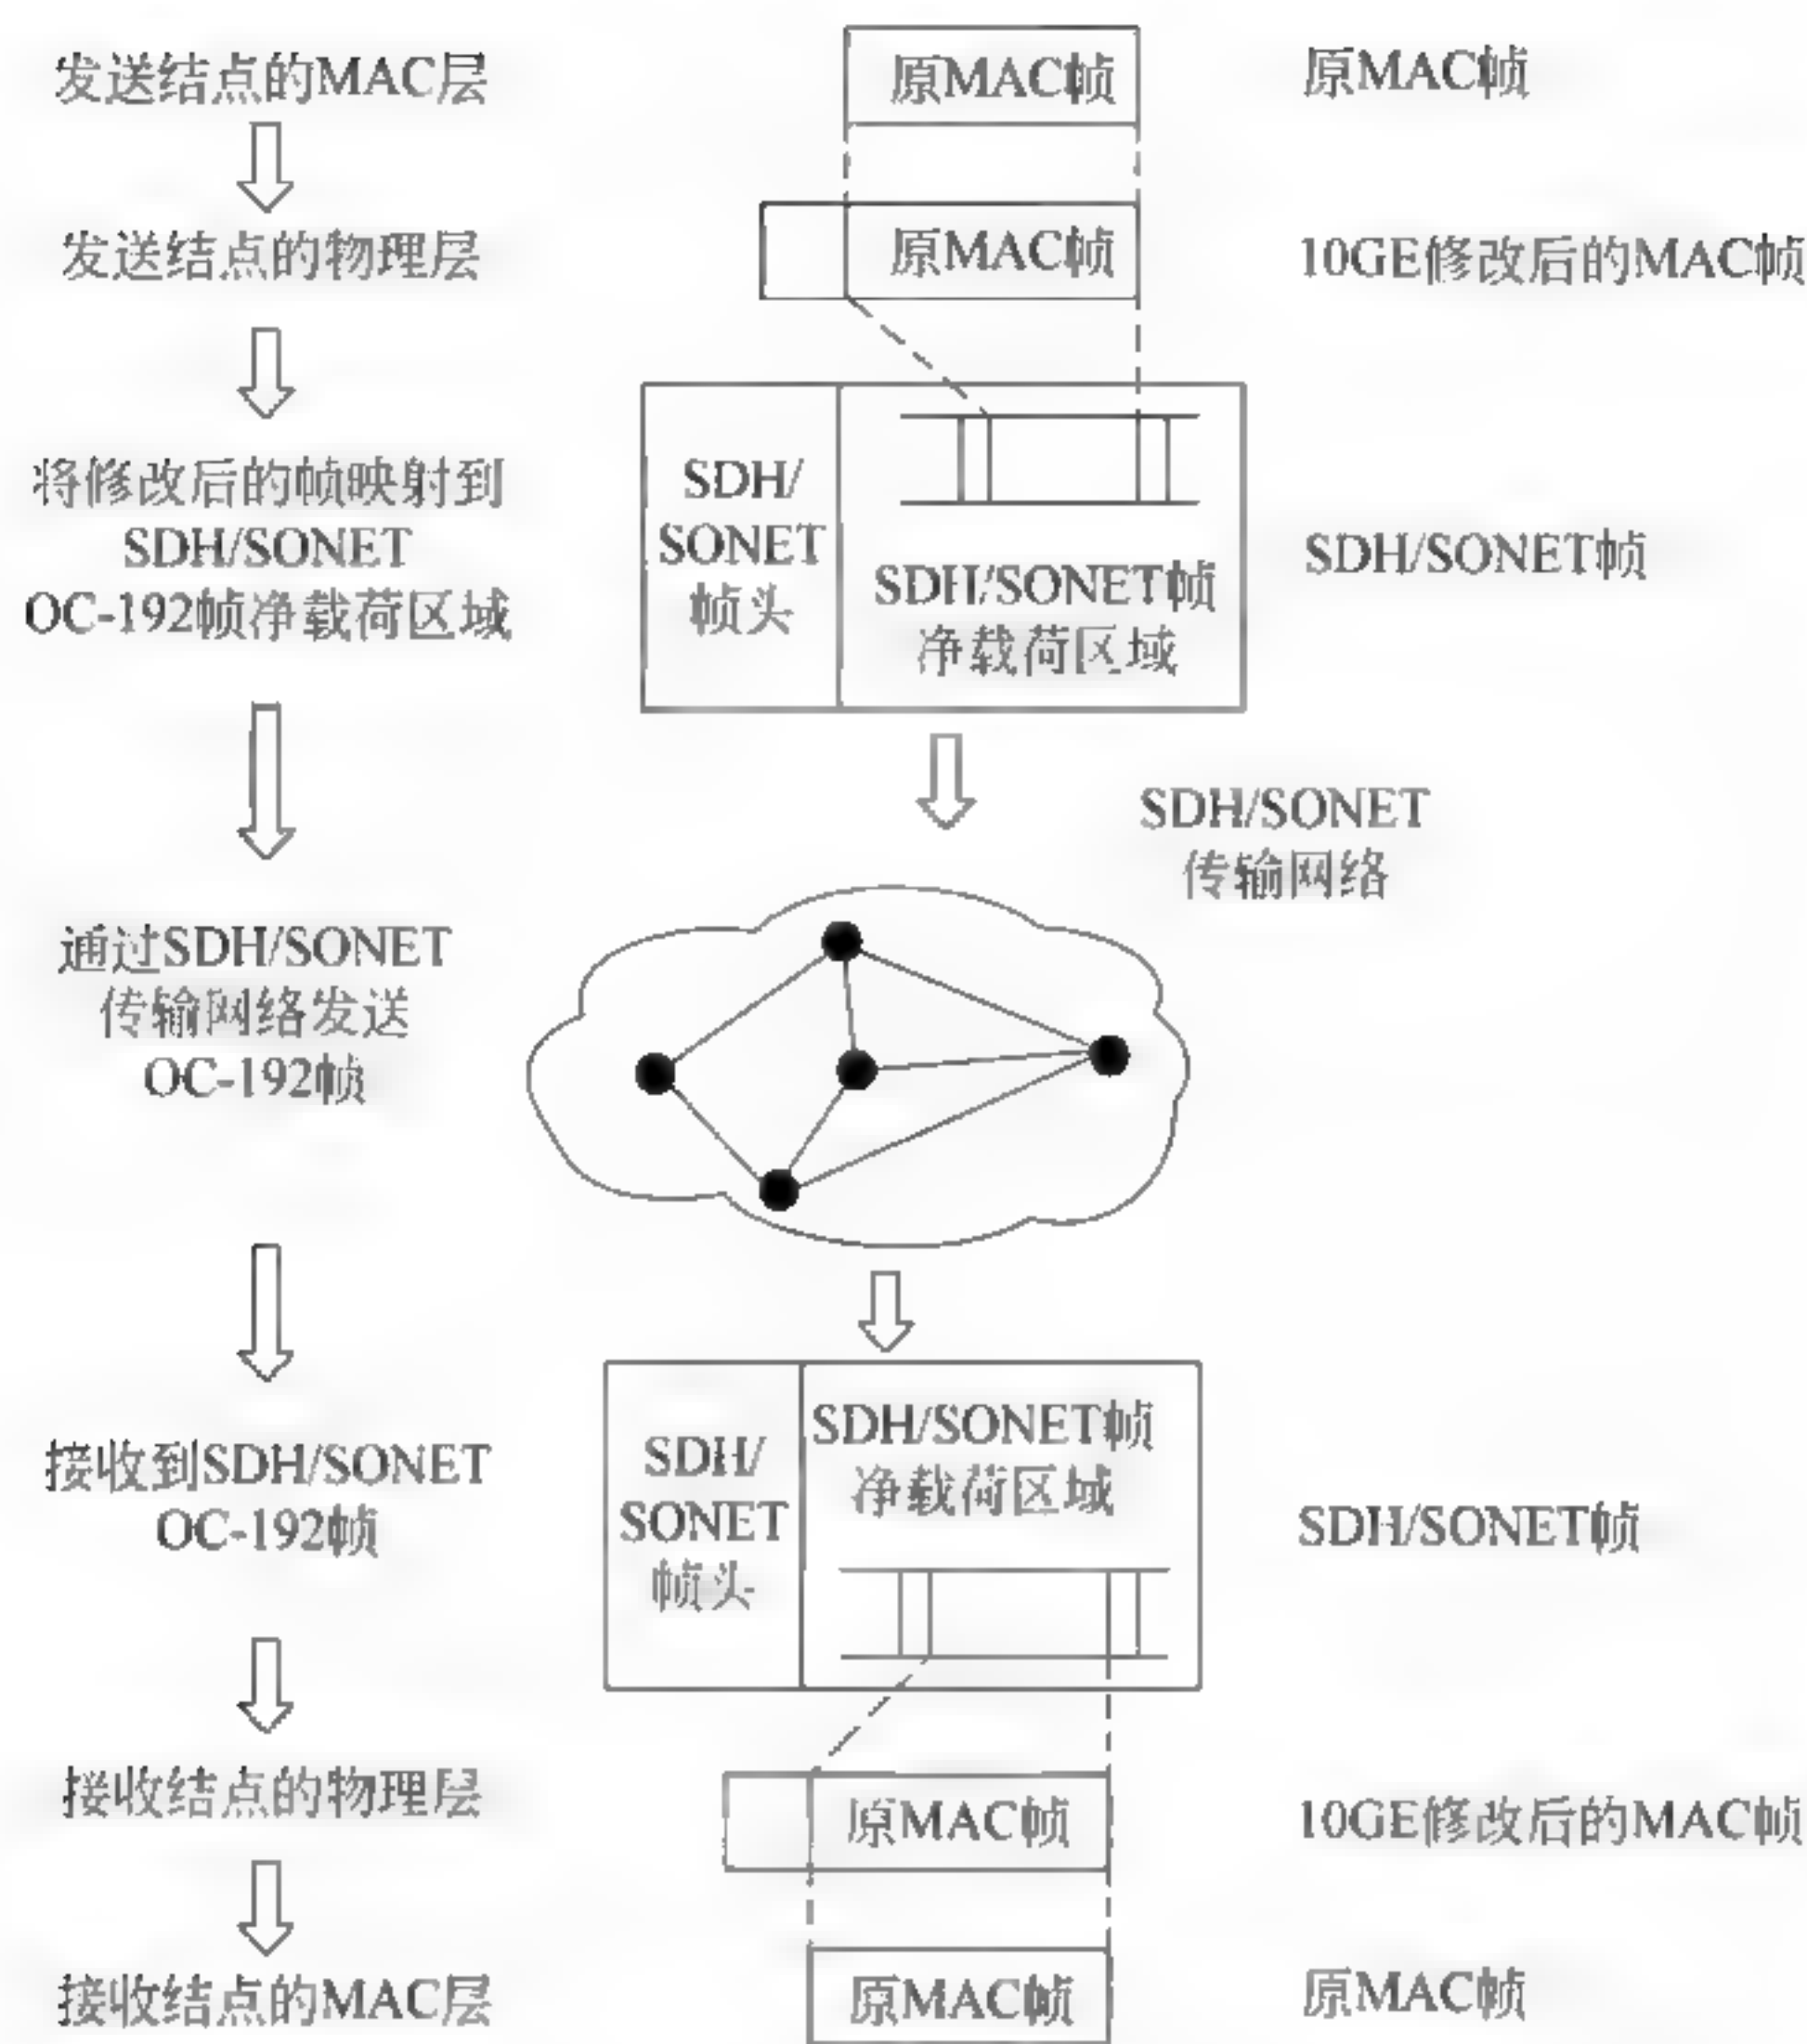 发送结点的MAC层
原MAC帧
原MAC帧
发送结点的物理层
原MAC帧
10GE修改后的MAC帧
将修改后的帧映射到
SDH/SONET
OC-192帧净载荷区域
SDH/
SONET
帧头
SDH/SONET帧
净载荷区域
SDH/SONET帧
SDH/SONET
传输网络
通过SDH/SONET
传输网络发送
OC-192帧
接收到SDH/SONET
OC-192帧
SDH/
SONET
帧头
SDH/SONET帧
净载荷区域
SDH/SONET帧
接收结点的物理层
原MAC帧
10GE修改后的MAC帧
接收结点的MAC层
原MAC帧
原MAC帧